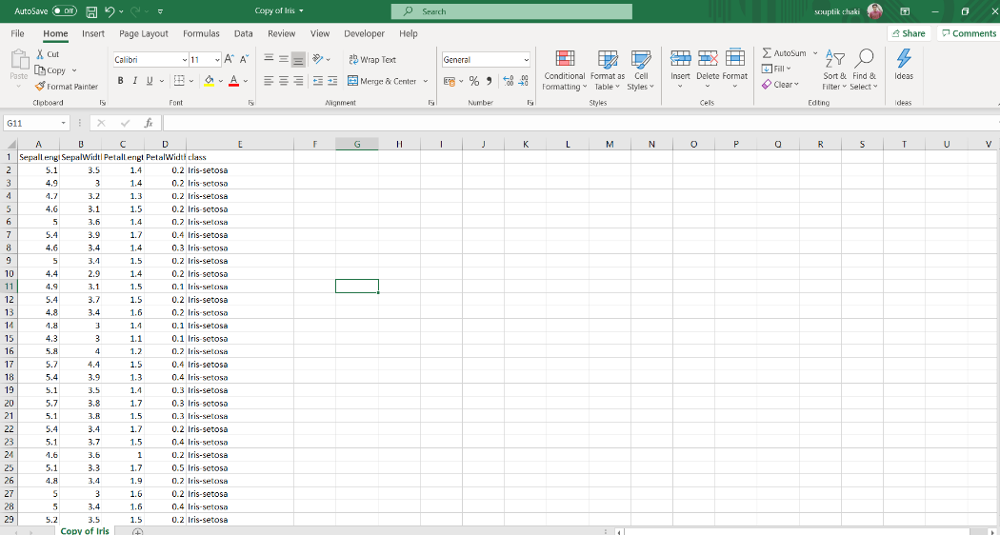 AutoSave Off Copy of Iris Search souptik chaki
File Home Insert Page Layout Formulas Data Review View Developer Help Share Comments
Paste Cut Copy Format Painter Calibri 11 A A B I U A Wrap Text Merge & Center General % Conditional Formatting Format as Table Cell Styles Insert Delete Format AutoSum Fill Clear Sort & Filter Find & Select Ideas
Clipboard Font Alignment Number Styles Cells Editing Ideas
G11 fx
A B C D E F G H I J K L M N O P Q R S T U V
1 SepalLengt SepalWidtl PetalLengt PetalWidtl class
2 5.1 3.5 1.4 0.2 Iris-setosa
3 4.9 3 1.4 0.2 Iris-setosa
4 4.7 3.2 1.3 0.2 Iris-setosa
5 4.6 3.1 1.5 0.2 Iris-setosa
6 5 3.6 1.4 0.2 Iris-setosa
7 5.4 3.9 1.7 0.4 Iris-setosa
8 4.6 3.4 1.4 0.3 Iris-setosa
9 5 3.4 1.5 0.2 Iris-setosa
10 4.4 2.9 1.4 0.2 Iris-setosa
11 4.9 3.1 1.5 0.1 Iris-setosa
12 5.4 3.7 1.5 0.2 Iris-setosa
13 4.8 3.4 1.6 0.2 Iris-setosa
14 4.8 3 1.4 0.1 Iris-setosa
15 4.3 3 1.1 0.1 Iris-setosa
16 5.8 4 1.2 0.2 Iris-setosa
17 5.7 4.4 1.5 0.4 Iris-setosa
18 5.4 3.9 1.3 0.4 Iris-setosa
19 5.1 3.5 1.4 0.3 Iris-setosa
20 5.7 3.8 1.7 0.3 Iris-setosa
21 5.1 3.8 1.5 0.3 Iris-setosa
22 5.4 3.4 1.7 0.2 Iris-setosa
23 5.1 3.7 1.5 0.4 Iris-setosa
24 4.6 3.6 1 0.2 Iris-setosa
25 5.1 3.3 1.7 0.5 Iris-setosa
26 4.8 3.4 1.9 0.2 Iris-setosa
27 5 3 1.6 0.2 Iris-setosa
28 5 3.4 1.6 0.4 Iris-setosa
29 5.2 3.5 1.5 0.2 Iris-setosa
Copy of Iris